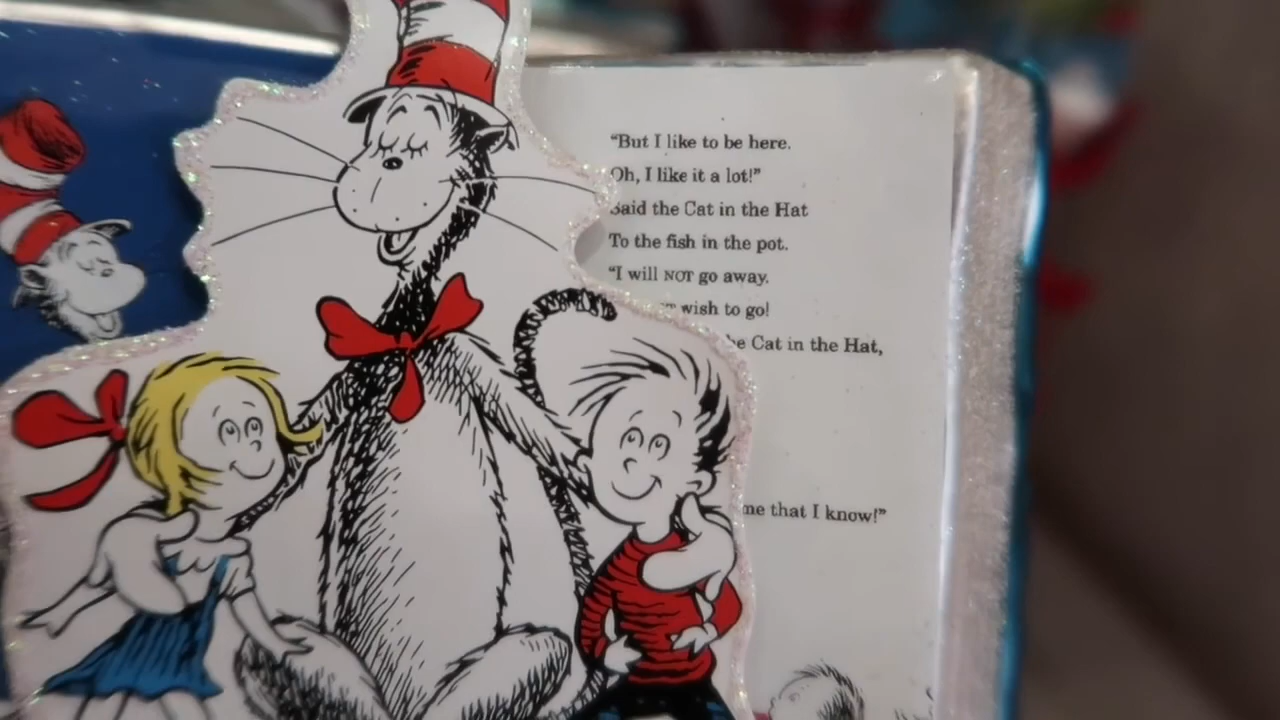 “But I like to be here.
Oh, I like it a lot!”
Said the Cat in the Hat
To the fish in the pot.
“I will NOT go away.
wish to go!
Cat in the Hat,
me that I know!”